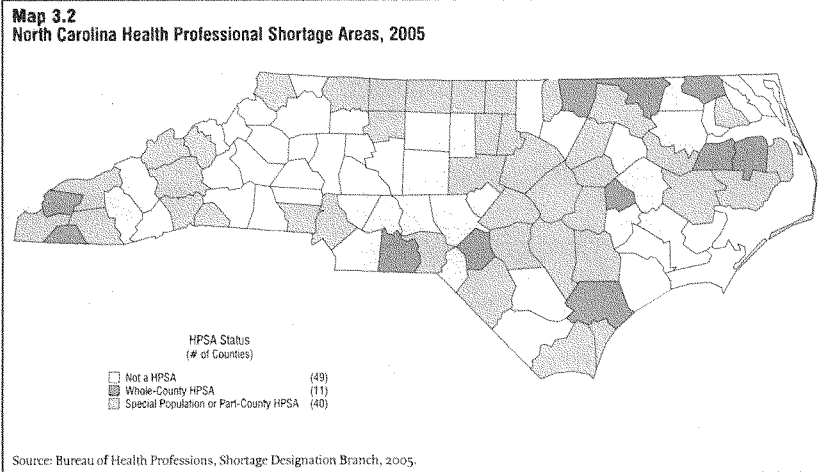 Map 3.2
North Carolina Health Professional Shortage Areas, 2005
HPSA Status
(# of Counties)
Not a HPSA (49)
Whole-County HPSA (11)
Special Population or Part-County HPSA (40)
Source: Bureau of Health Professions, Shortage Designation Branch, 2005.